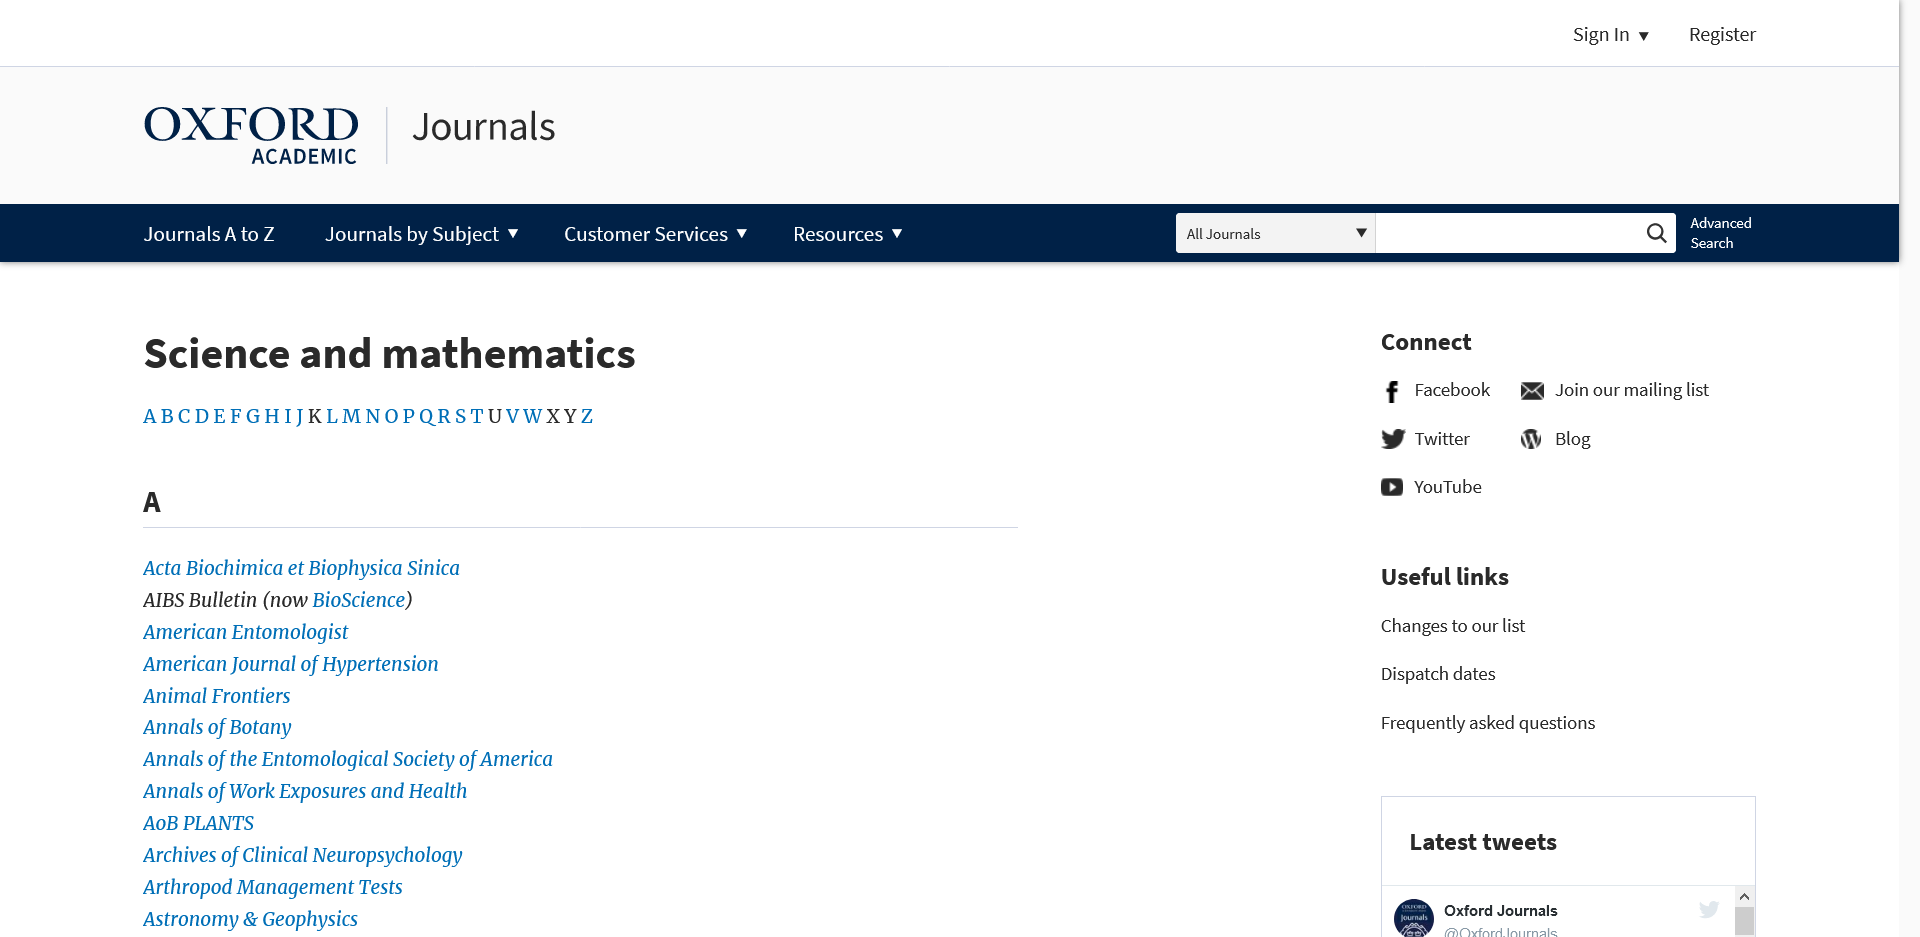 Sign In ▼ Register
OXFORD
ACADEMIC
Journals
Journals A to Z Journals by Subject ▼ Customer Services ▼ Resources ▼
All Journals ▼
Advanced
Search
Science and mathematics
A B C D E F G H I J K L M N O P Q R S T U V W X Y Z
A
Acta Biochimica et Biophysica Sinica
AIBS Bulletin (now BioScience)
American Entomologist
American Journal of Hypertension
Animal Frontiers
Annals of Botany
Annals of the Entomological Society of America
Annals of Work Exposures and Health
AoB PLANTS
Archives of Clinical Neuropsychology
Arthropod Management Tests
Astronomy & Geophysics
Connect
Facebook Join our mailing list
Twitter Blog
YouTube
Useful links
Changes to our list
Dispatch dates
Frequently asked questions
Latest tweets
OXFORD
Journals
Oxford Journals
@OxfordJournals